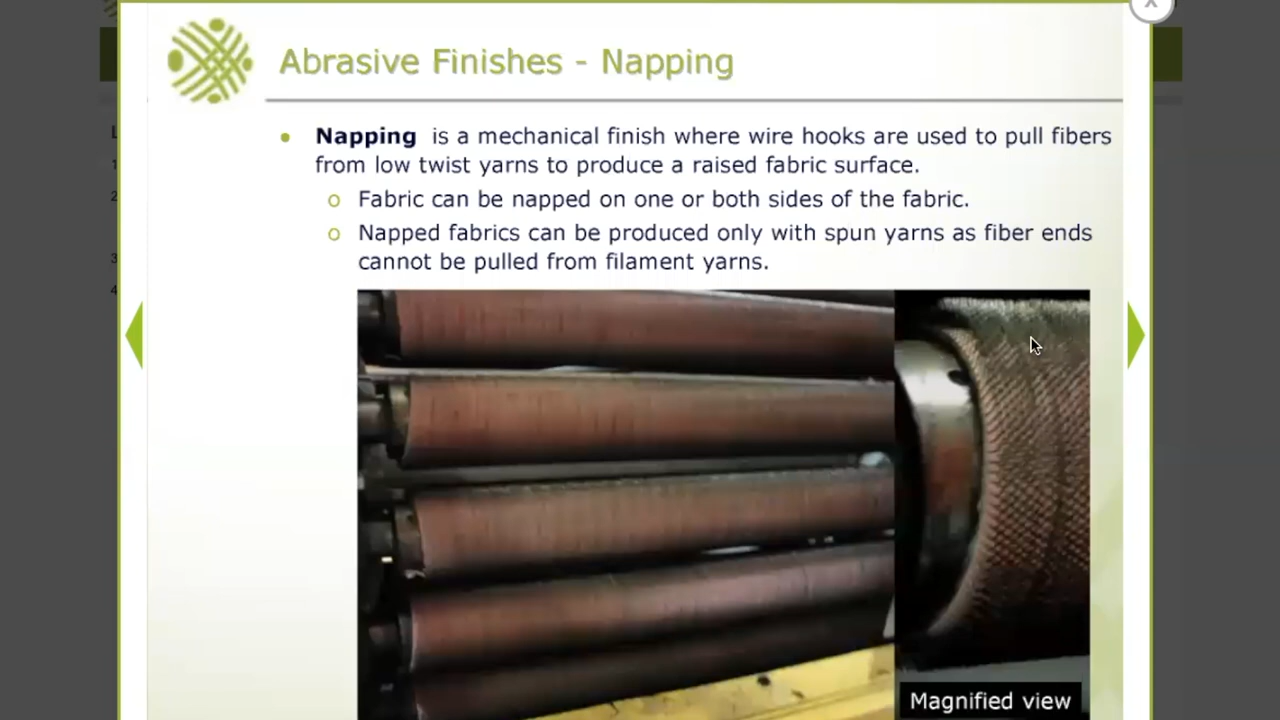 x
Abrasive Finishes - Napping
Napping is a mechanical finish where wire hooks are used to pull fibers
from low twist yarns to produce a raised fabric surface.
o Fabric can be napped on one or both sides of the fabric.
o Napped fabrics can be produced only with spun yarns as fiber ends
cannot be pulled from filament yarns.
Magnified view